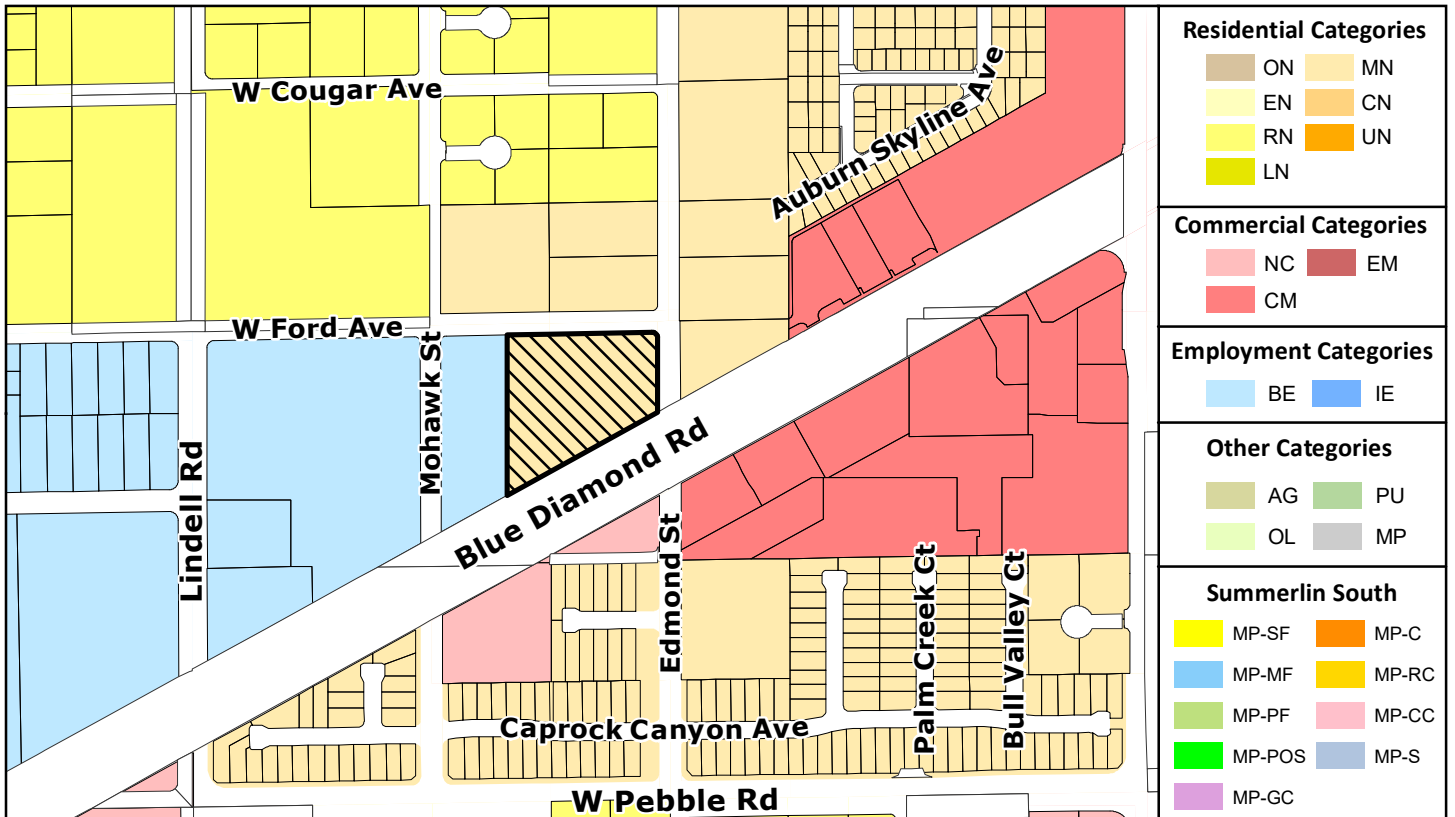 W Cougar Ave
Auburn Skyline Ave
W Ford Ave
Mohawk St
Lindell Rd
Blue Diamond Rd
Edmond St
Palm Creek Ct
Bull Valley Ct
Caprock Canyon Ave
W Pebble Rd
Residential Categories
ON MN
EN CN
RN UN
LN
Commercial Categories
NC EM
CM
Employment Categories
BE IE
Other Categories
AG PU
OL MP
Summerlin South
MP-SF MP-C
MP-MF MP-RC
MP-PF MP-CC
MP-POS MP-S
MP-GC